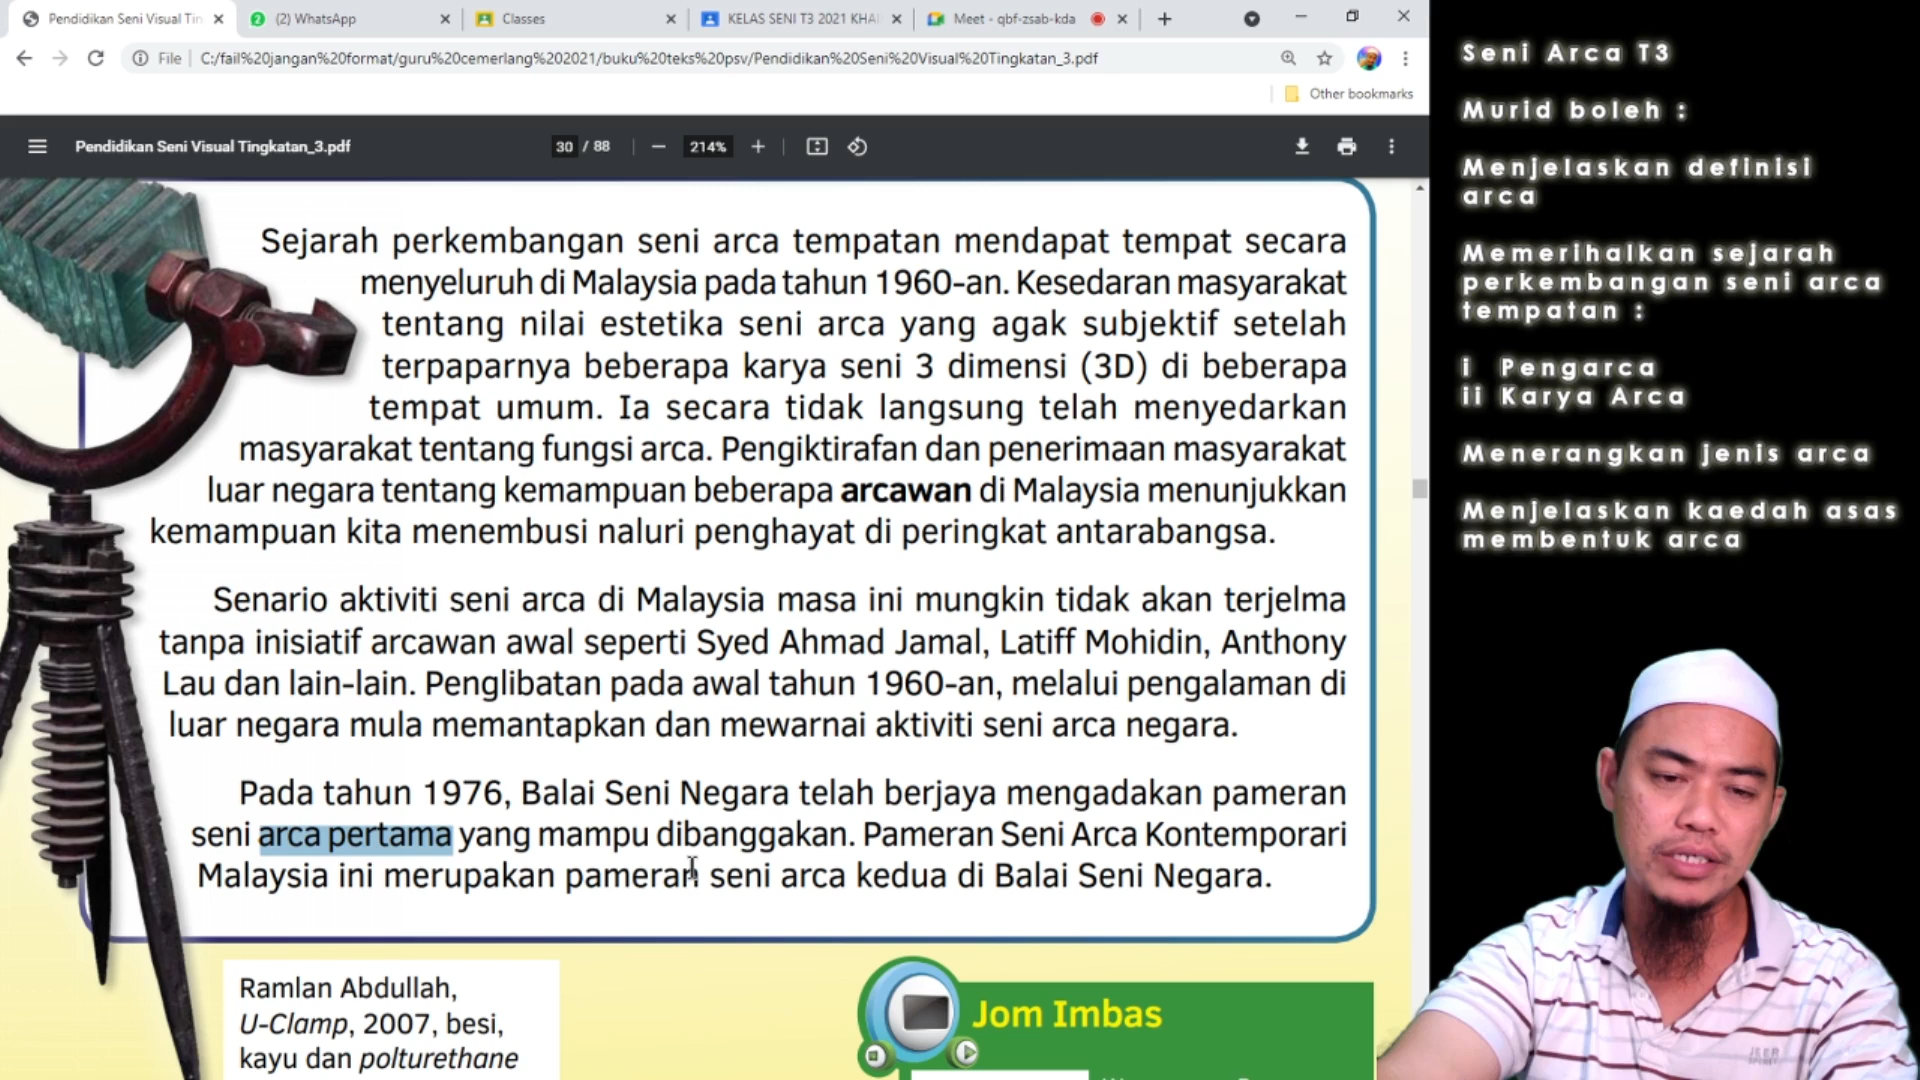 Pendidikan Seni Visual Tin
(2) WhatsApp
Classes
KELAS SENI T3 2021 KHA
Meet - qbf-zsab-kda
File
C:/fail%20jangan%20format/guru%20cemerlang%202021/buku%20teks%20psv/Pendidikan%20Seni%20Visual%20Tingkatan_3.pdf
Other bookmarks
Pendidikan Seni Visual Tingkatan_3.pdf
30 / 88
214%
Sejarah perkembangan seni arca tempatan mendapat tempat secara
menyeluruh di Malaysia pada tahun 1960-an. Kesedaran masyarakat
tentang nilai estetika seni arca yang agak subjektif setelah
terpaparnya beberapa karya seni 3 dimensi (3D) di beberapa
tempat umum. Ia secara tidak langsung telah menyedarkan
masyarakat tentang fungsi arca. Pengiktirafan dan penerimaan masyarakat
luar negara tentang kemampuan beberapa arcawan di Malaysia menunjukkan
kemampuan kita menembusi naluri penghayat di peringkat antarabangsa.
Senario aktiviti seni arca di Malaysia masa ini mungkin tidak akan terjelma
tanpa inisiatif arcawan awal seperti Syed Ahmad Jamal, Latiff Mohidin, Anthony
Lau dan lain-lain. Penglibatan pada awal tahun 1960-an, melalui pengalaman di
luar negara mula memantapkan dan mewarnai aktiviti seni arca negara.
Pada tahun 1976, Balai Seni Negara telah berjaya mengadakan pameran
seni arca pertama yang mampu dibanggakan. Pameran Seni Arca Kontemporari
Malaysia ini merupakan pameran seni arca kedua di Balai Seni Negara.
Ramlan Abdullah,
U-Clamp, 2007, besi,
kayu dan polturethane
Jom Imbas
Seni Arca T3
Murid boleh :
Menjelaskan definisi
arca
Memerihalkan sejarah
perkembangan seni arca
tempatan :
i Pengarca
ii Karya Arca
Menerangkan jenis arca
Menjelaskan kaedah asas
membentuk arca